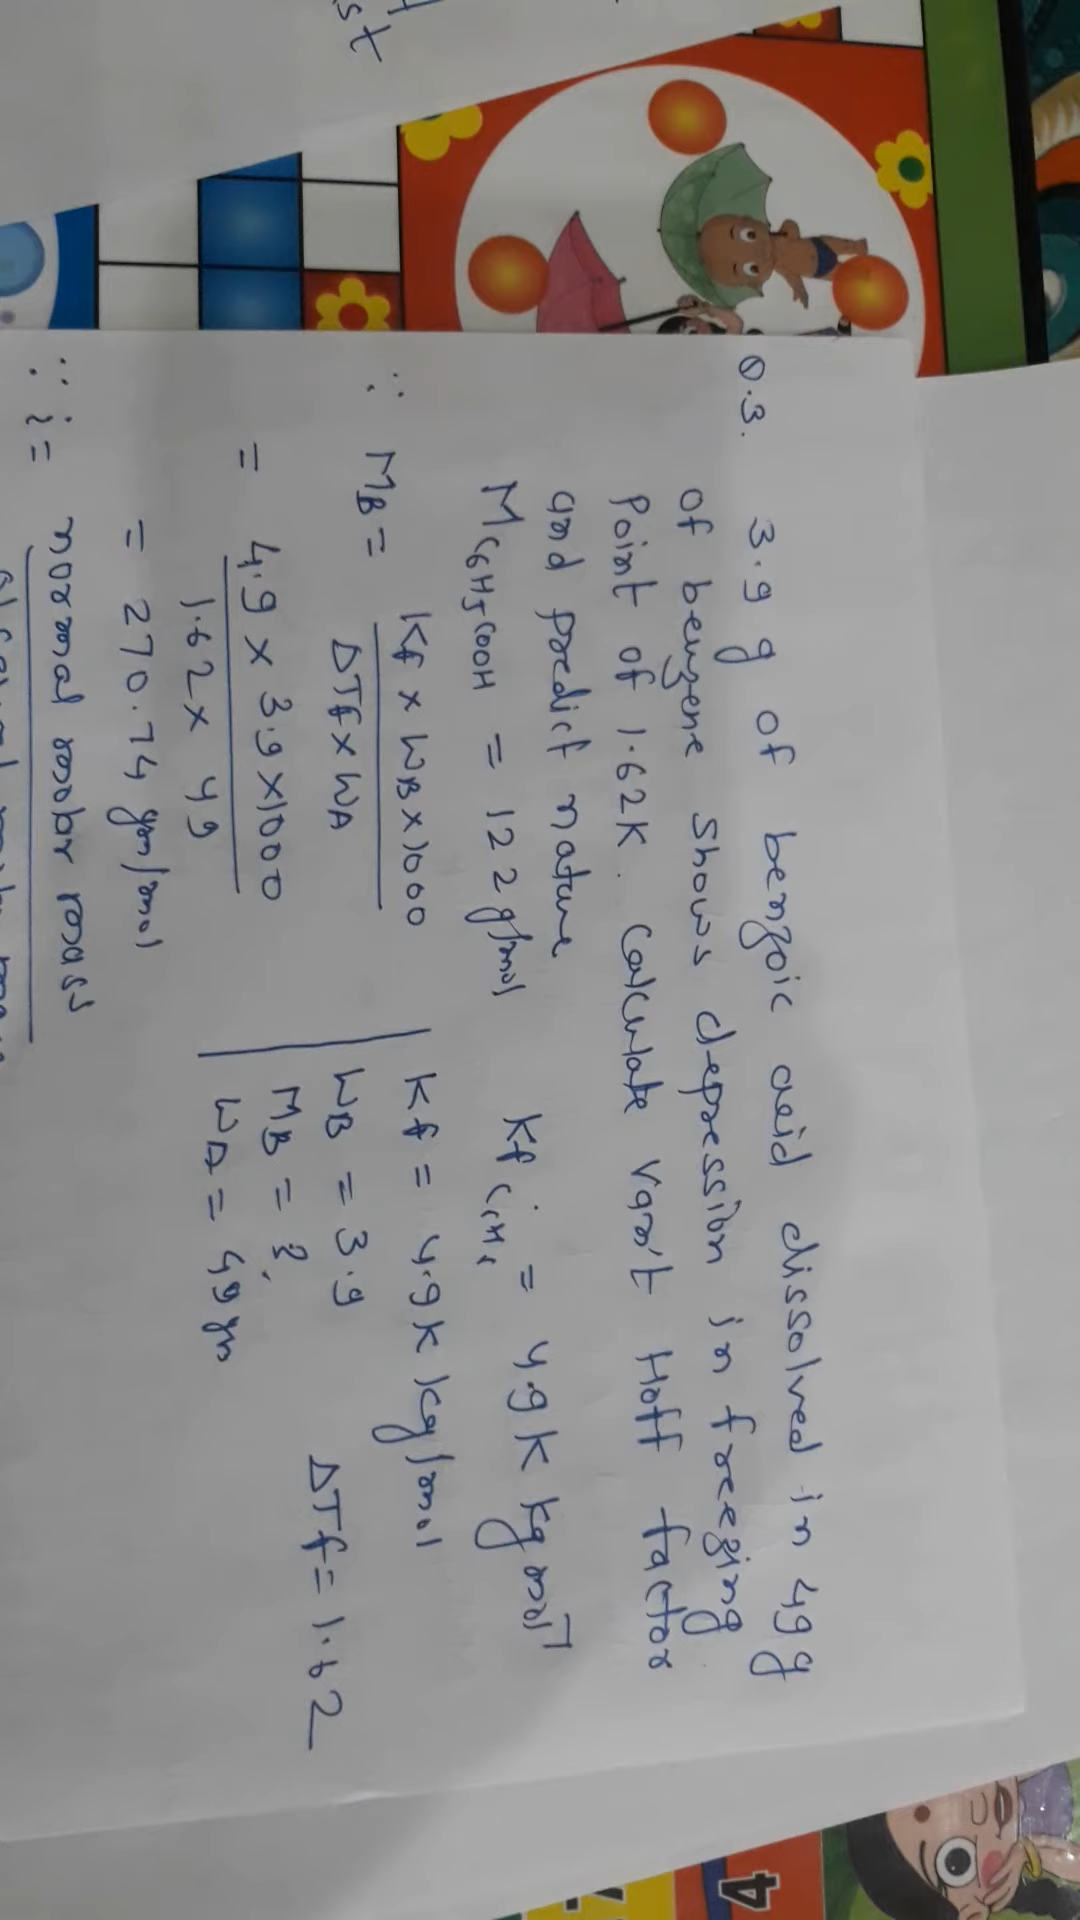 st
Q.3. 3.9 g of benzoic acid dissolved in 49 g
of benzene shows depression in freezing
Point of 1.62K. Calculate van't Hoff factor
and predict nature
M C6H5COOH = 122 g/mol Kf = 4.9 K kg mol-1
∴ MB = Kf × WB × 1000 / ΔTf × WA
Kf = 4.9 K kg/mol
WB = 3.9 ΔTf = 1.62
MB = ?
WA = 49 gm
= 4.9 × 3.9 × 1000 / 1.62 × 49
= 270.74 gm/mol
∵ i = normal molar mass
4